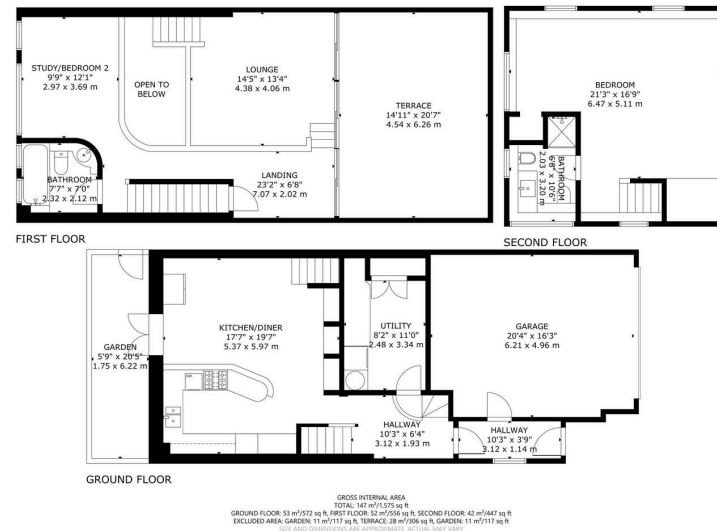 STUDY/BEDROOM 2
9'9" x 12'1"
2.97 x 3.69 m
OPEN TO
BELOW
LOUNGE
14'5" x 13'4"
4.38 x 4.06 m
TERRACE
14'11" x 20'7"
4.54 x 6.26 m
BATHROOM
7'7" x 7'0"
2.32 x 2.12 m
LANDING
23'2" x 6'8"
7.07 x 2.02 m
FIRST FLOOR
BEDROOM
21'3" x 16'9"
6.47 x 5.11 m
BATHROOM
6'8" x 10'6"
2.03 x 3.20 m
SECOND FLOOR
GARDEN
5'9" x 20'5"
1.75 x 6.22 m
KITCHEN/DINER
17'7" x 19'7"
5.37 x 5.97 m
UTILITY
8'2" x 11'0"
2.48 x 3.34 m
GARAGE
20'4" x 16'3"
6.21 x 4.96 m
HALLWAY
10'3" x 6'4"
3.12 x 1.93 m
HALLWAY
10'3" x 3'9"
3.12 x 1.14 m
GROUND FLOOR
GROSS INTERNAL AREA
TOTAL: 147 m²/1,575 sq ft
GROUND FLOOR: 53 m²/572 sq ft, FIRST FLOOR: 52 m²/556 sq ft, SECOND FLOOR: 42 m²/447 sq ft
EXCLUDED AREA: GARDEN: 11 m²/117 sq ft, TERRACE: 28 m²/306 sq ft, GARDEN: 11 m²/117 sq ft
SIZE AND DIMENSIONS ARE APPROXIMATE, ACTUAL MAY VARY